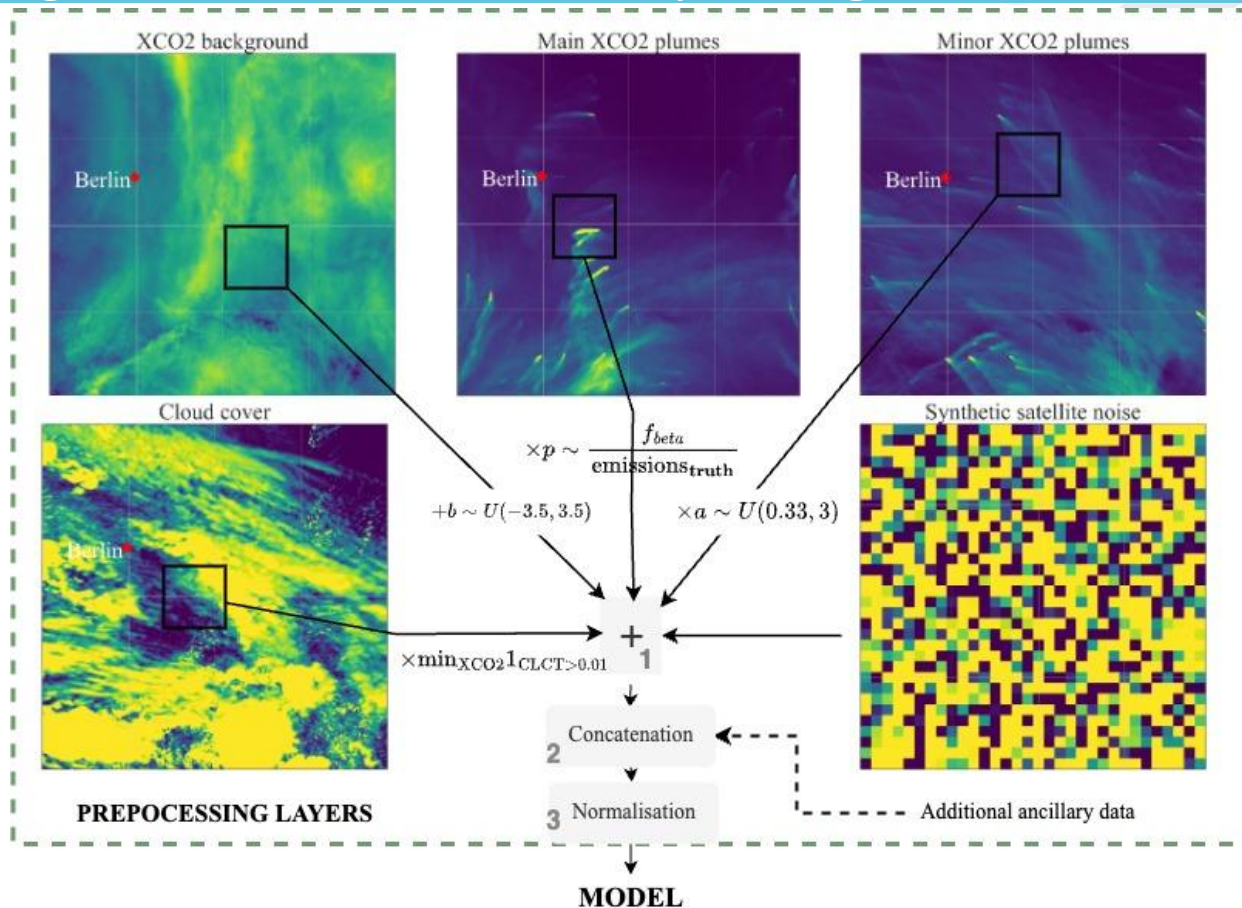 XCO2 background
Main XCO2 plumes
Minor XCO2 plumes
Berlin
Berlin
Berlin
Cloud cover
Synthetic satellite noise
×p ~ f_beta / emissions_truth
+b ~ U(−3.5, 3.5)
×a ~ U(0.33, 3)
Berlin
+
1
×min_XCO2 1_CLCT>0.01
2 Concatenation
3 Normalisation
PREPOCESSING LAYERS
Additional ancillary data
MODEL